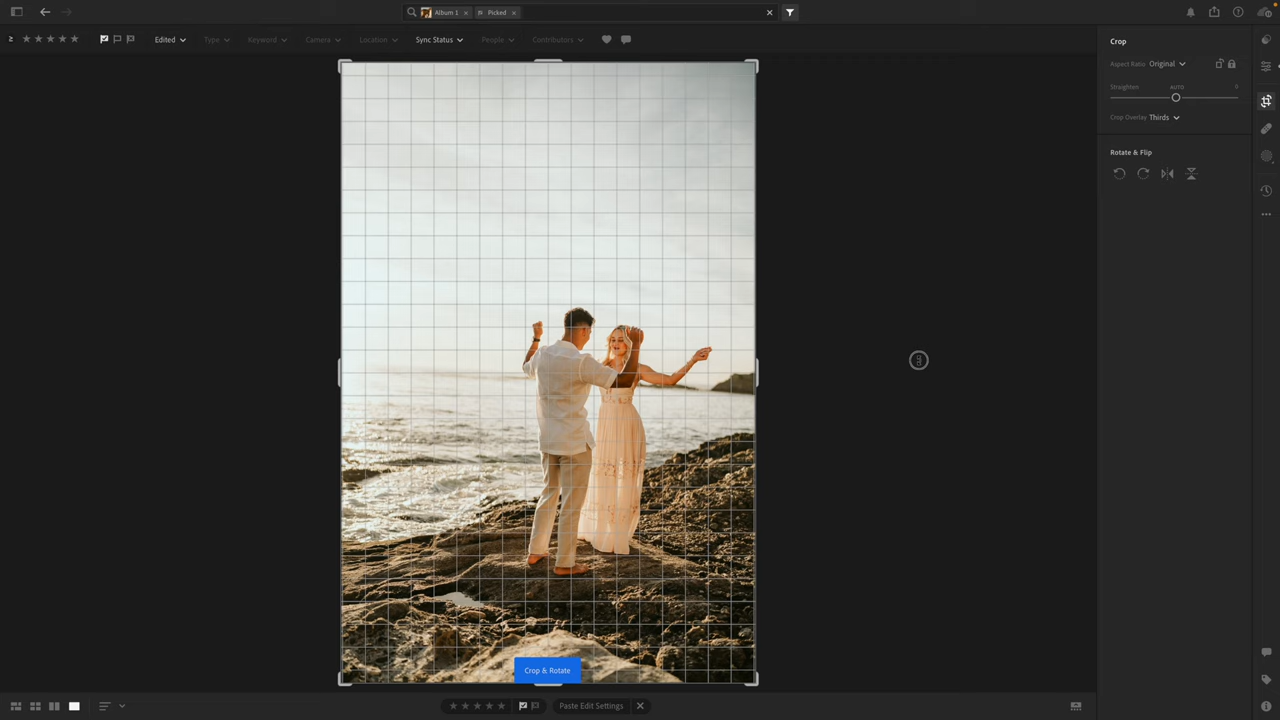 Album 1 × Picked ×
≥ Edited Type Keyword Camera Location Sync Status People Contributors
Crop
Aspect Ratio Original
Straighten AUTO 0
Crop Overlay Thirds
Rotate & Flip
Crop & Rotate
Paste Edit Settings